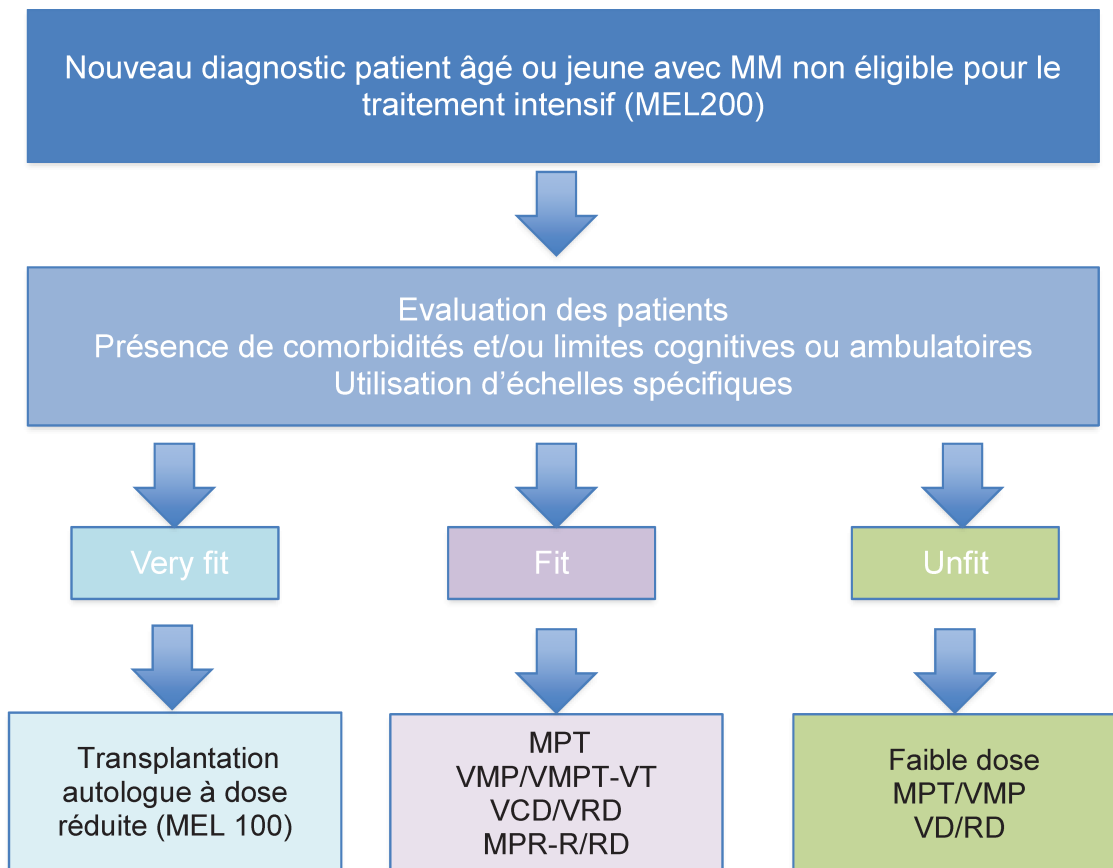 Nouveau diagnostic patient âgé ou jeune avec MM non éligible pour le
traitement intensif (MEL200)
Evaluation des patients
Présence de comorbidités et/ou limites cognitives ou ambulatoires
Utilisation d’échelles spécifiques
Very fit
Fit
Unfit
Transplantation
autologue à dose
réduite (MEL 100)
MPT
VMP/VMPT-VT
VCD/VRD
MPR-R/RD
Faible dose
MPT/VMP
VD/RD